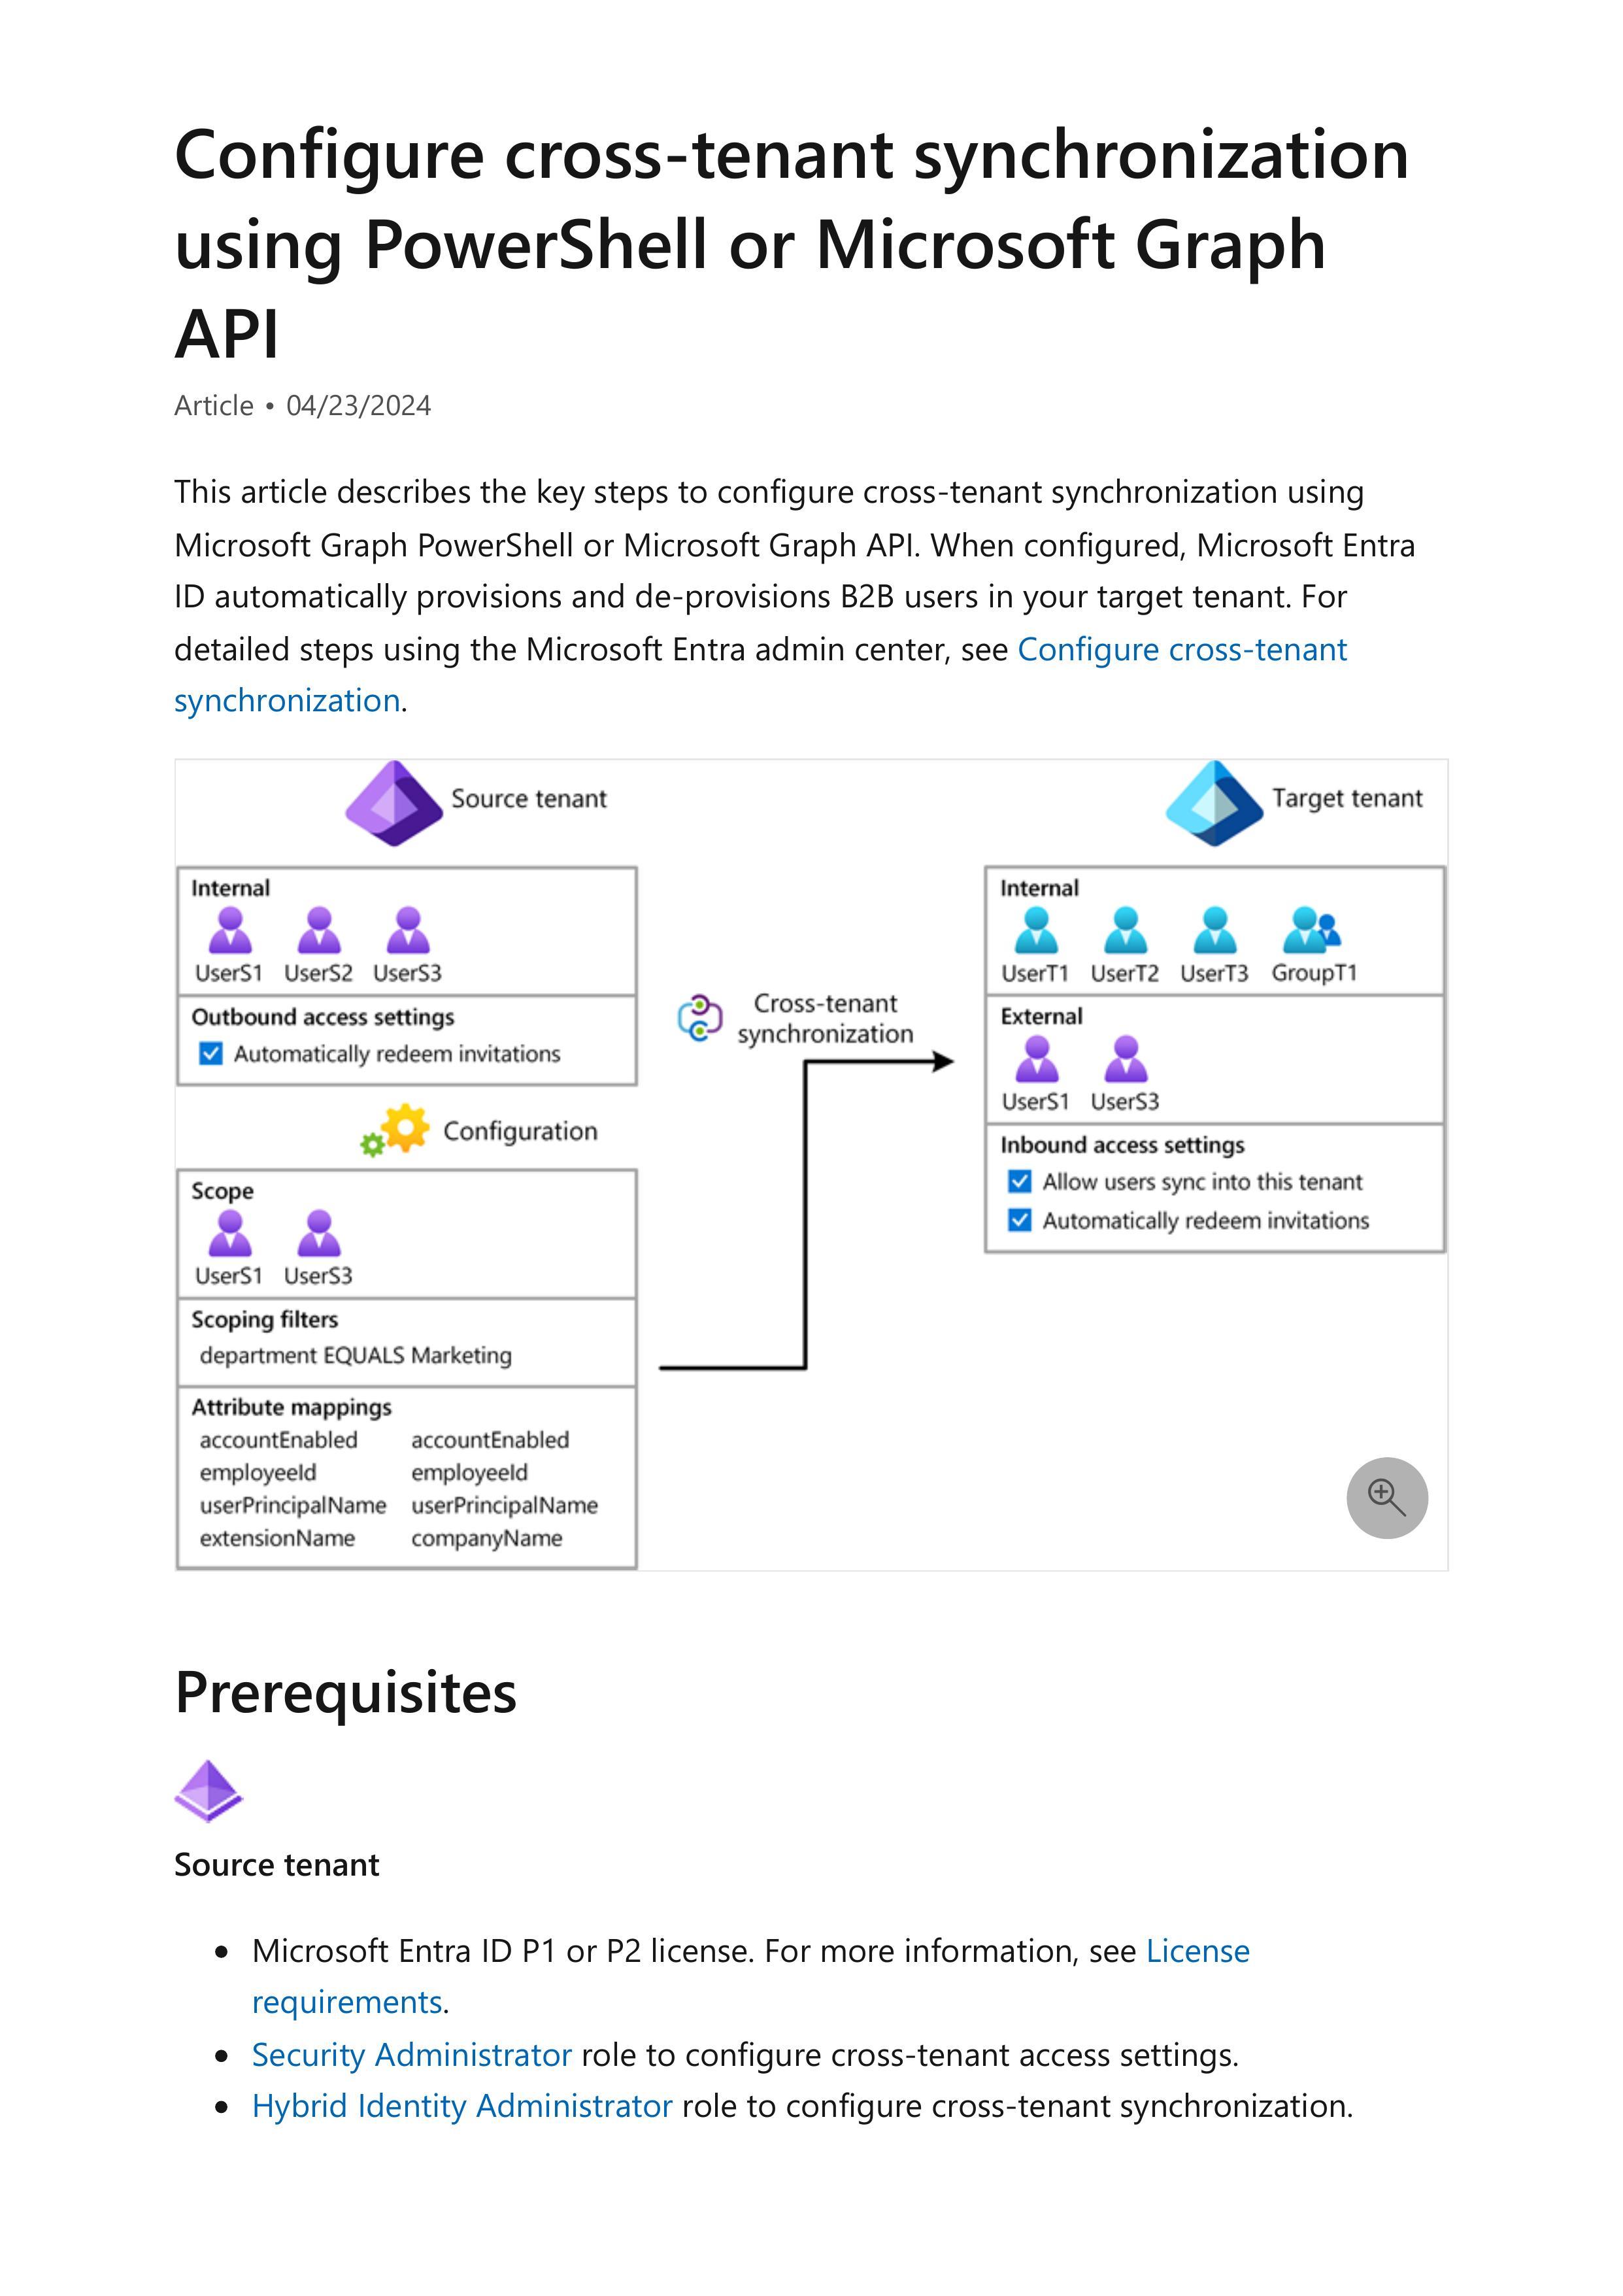 Configure cross-tenant synchronization
using PowerShell or Microsoft Graph
API
Article • 04/23/2024
This article describes the key steps to configure cross-tenant synchronization using
Microsoft Graph PowerShell or Microsoft Graph API. When configured, Microsoft Entra
ID automatically provisions and de-provisions B2B users in your target tenant. For
detailed steps using the Microsoft Entra admin center, see Configure cross-tenant
synchronization.
Source tenant
Internal
UserS1 UserS2 UserS3
Outbound access settings
Automatically redeem invitations
Configuration
Scope
UserS1 UserS3
Scoping filters
department EQUALS Marketing
Attribute mappings
accountEnabled accountEnabled
employeeId employeeId
userPrincipalName userPrincipalName
extensionName companyName
Cross-tenant
synchronization
Target tenant
Internal
UserT1 UserT2 UserT3 GroupT1
External
UserS1 UserS3
Inbound access settings
Allow users sync into this tenant
Automatically redeem invitations
Prerequisites
Source tenant
• Microsoft Entra ID P1 or P2 license. For more information, see License
requirements.
• Security Administrator role to configure cross-tenant access settings.
• Hybrid Identity Administrator role to configure cross-tenant synchronization.